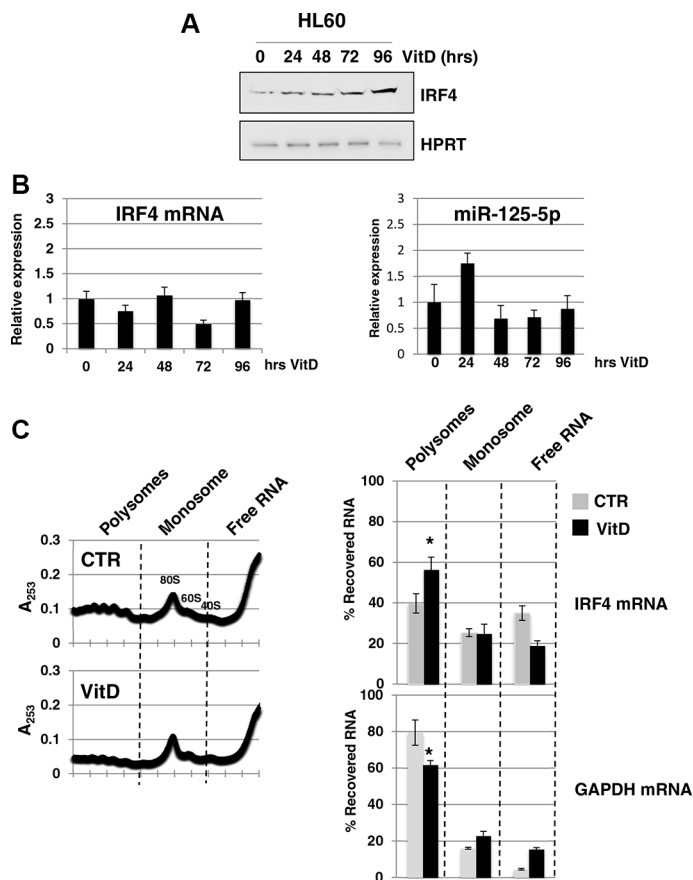 A
HL60
0 24 48 72 96 VitD (hrs)
IRF4
HPRT
B
IRF4 mRNA
Relative expression
3
2.5
2
1.5
1
0.5
0
0 24 48 72 96 hrs VitD
miR-125-5p
Relative expression
3
2.5
2
1.5
1
0.5
0
0 24 48 72 96 hrs VitD
C
Polysomes Monosome Free RNA
CTR
A253
0.3
0.2
0.1
0
80S
60S
40S
VitD
A253
0.3
0.2
0.1
0
Polysomes Monosome Free RNA
CTR
VitD
% Recovered RNA
100
80
60
40
20
0
*
IRF4 mRNA
% Recovered RNA
100
80
60
40
20
0
*
GAPDH mRNA